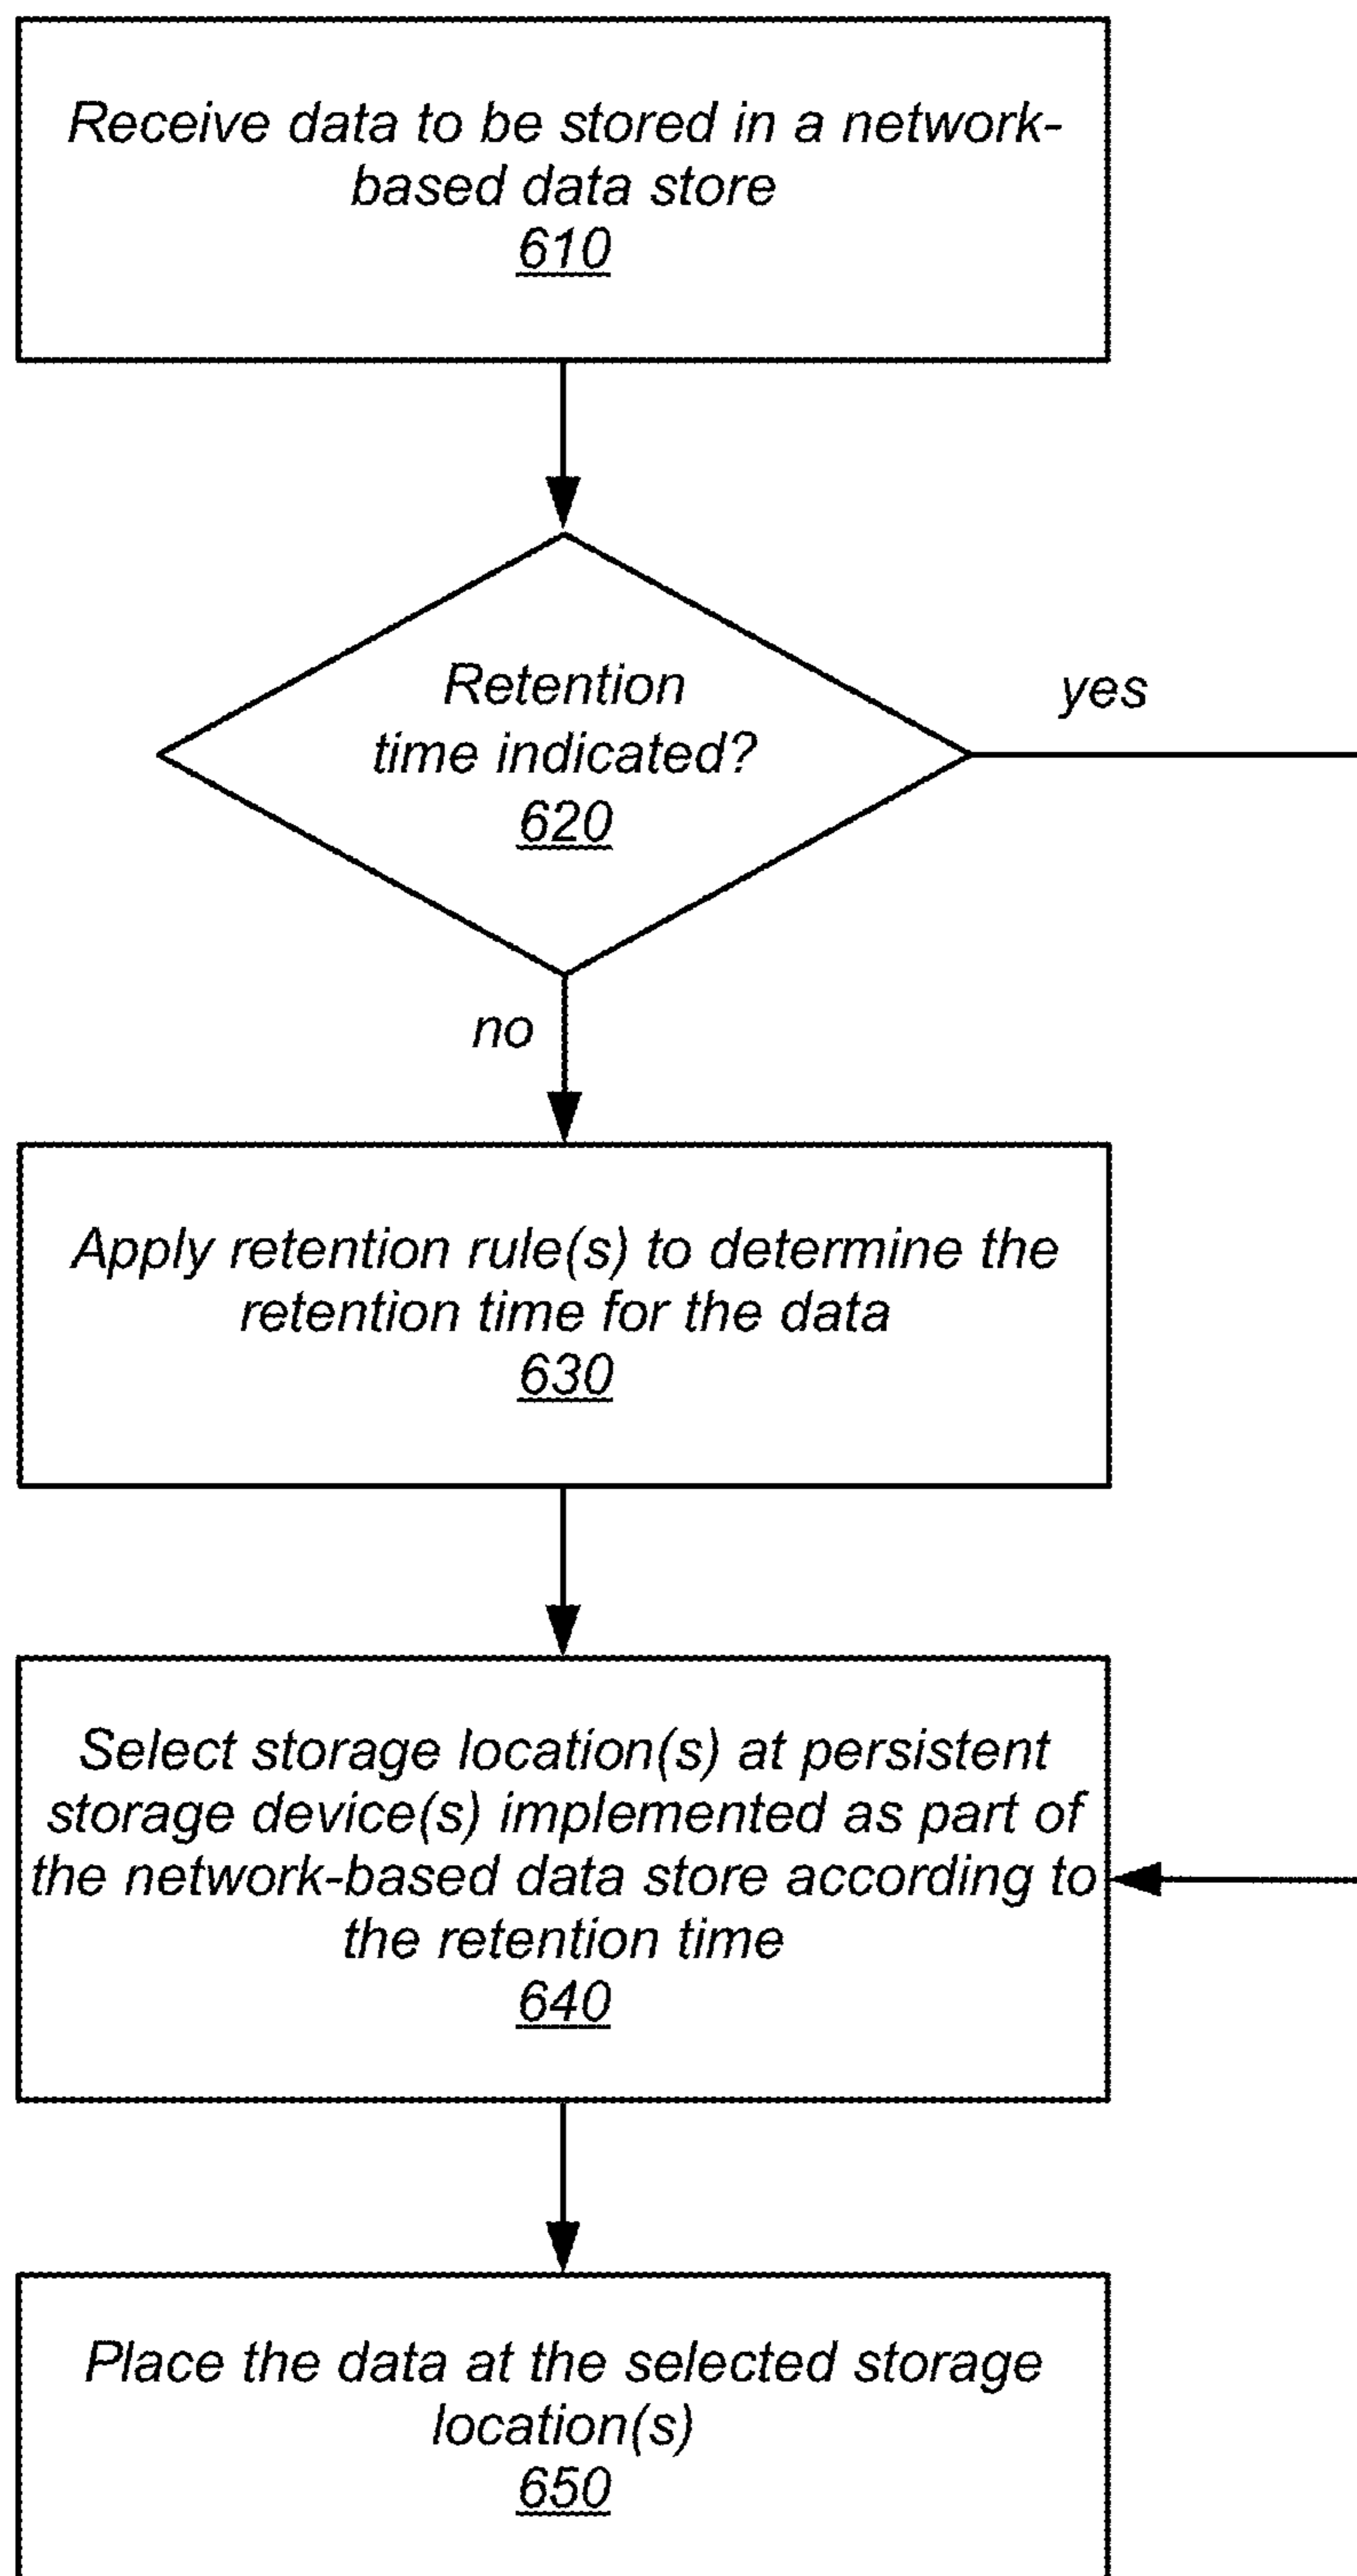 Receive data to be stored in a network-
based data store
610
Retention
time indicated?
620
yes
no
Apply retention rule(s) to determine the
retention time for the data
630
Select storage location(s) at persistent
storage device(s) implemented as part of
the network-based data store according to
the retention time
640
Place the data at the selected storage
location(s)
650